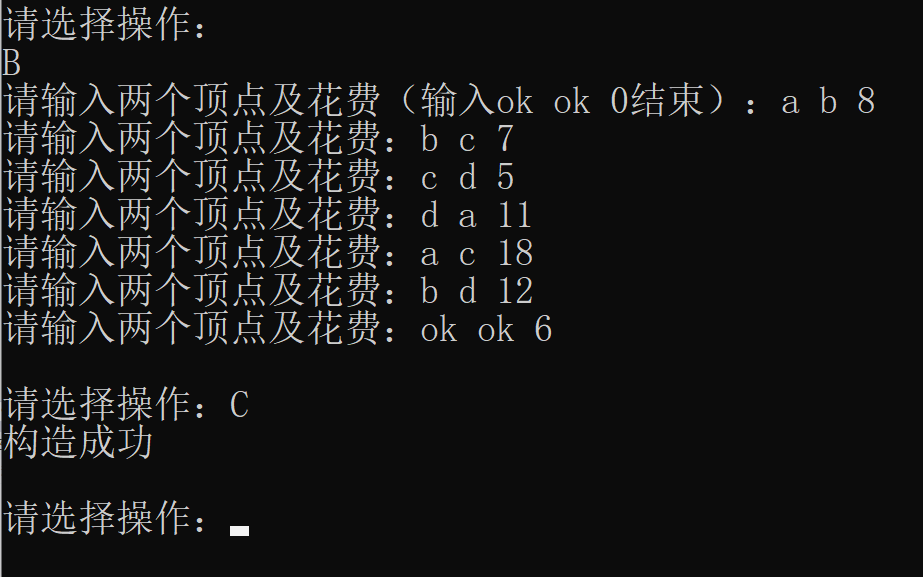 请选择操作：
B
请输入两个顶点及花费（输入ok ok 0结束）：a b 8
请输入两个顶点及花费：b c 7
请输入两个顶点及花费：c d 5
请输入两个顶点及花费：d a 11
请输入两个顶点及花费：a c 18
请输入两个顶点及花费：b d 12
请输入两个顶点及花费：ok ok 6
请选择操作：C
构造成功
请选择操作：